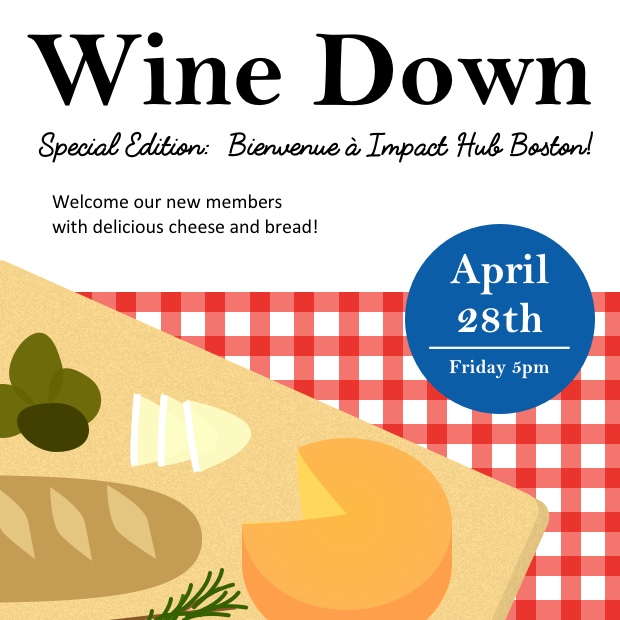 Wine Down
Special Edition: Bienvenue à Impact Hub Boston!
Welcome our new members
with delicious cheese and bread!
April
28th
Friday 5pm